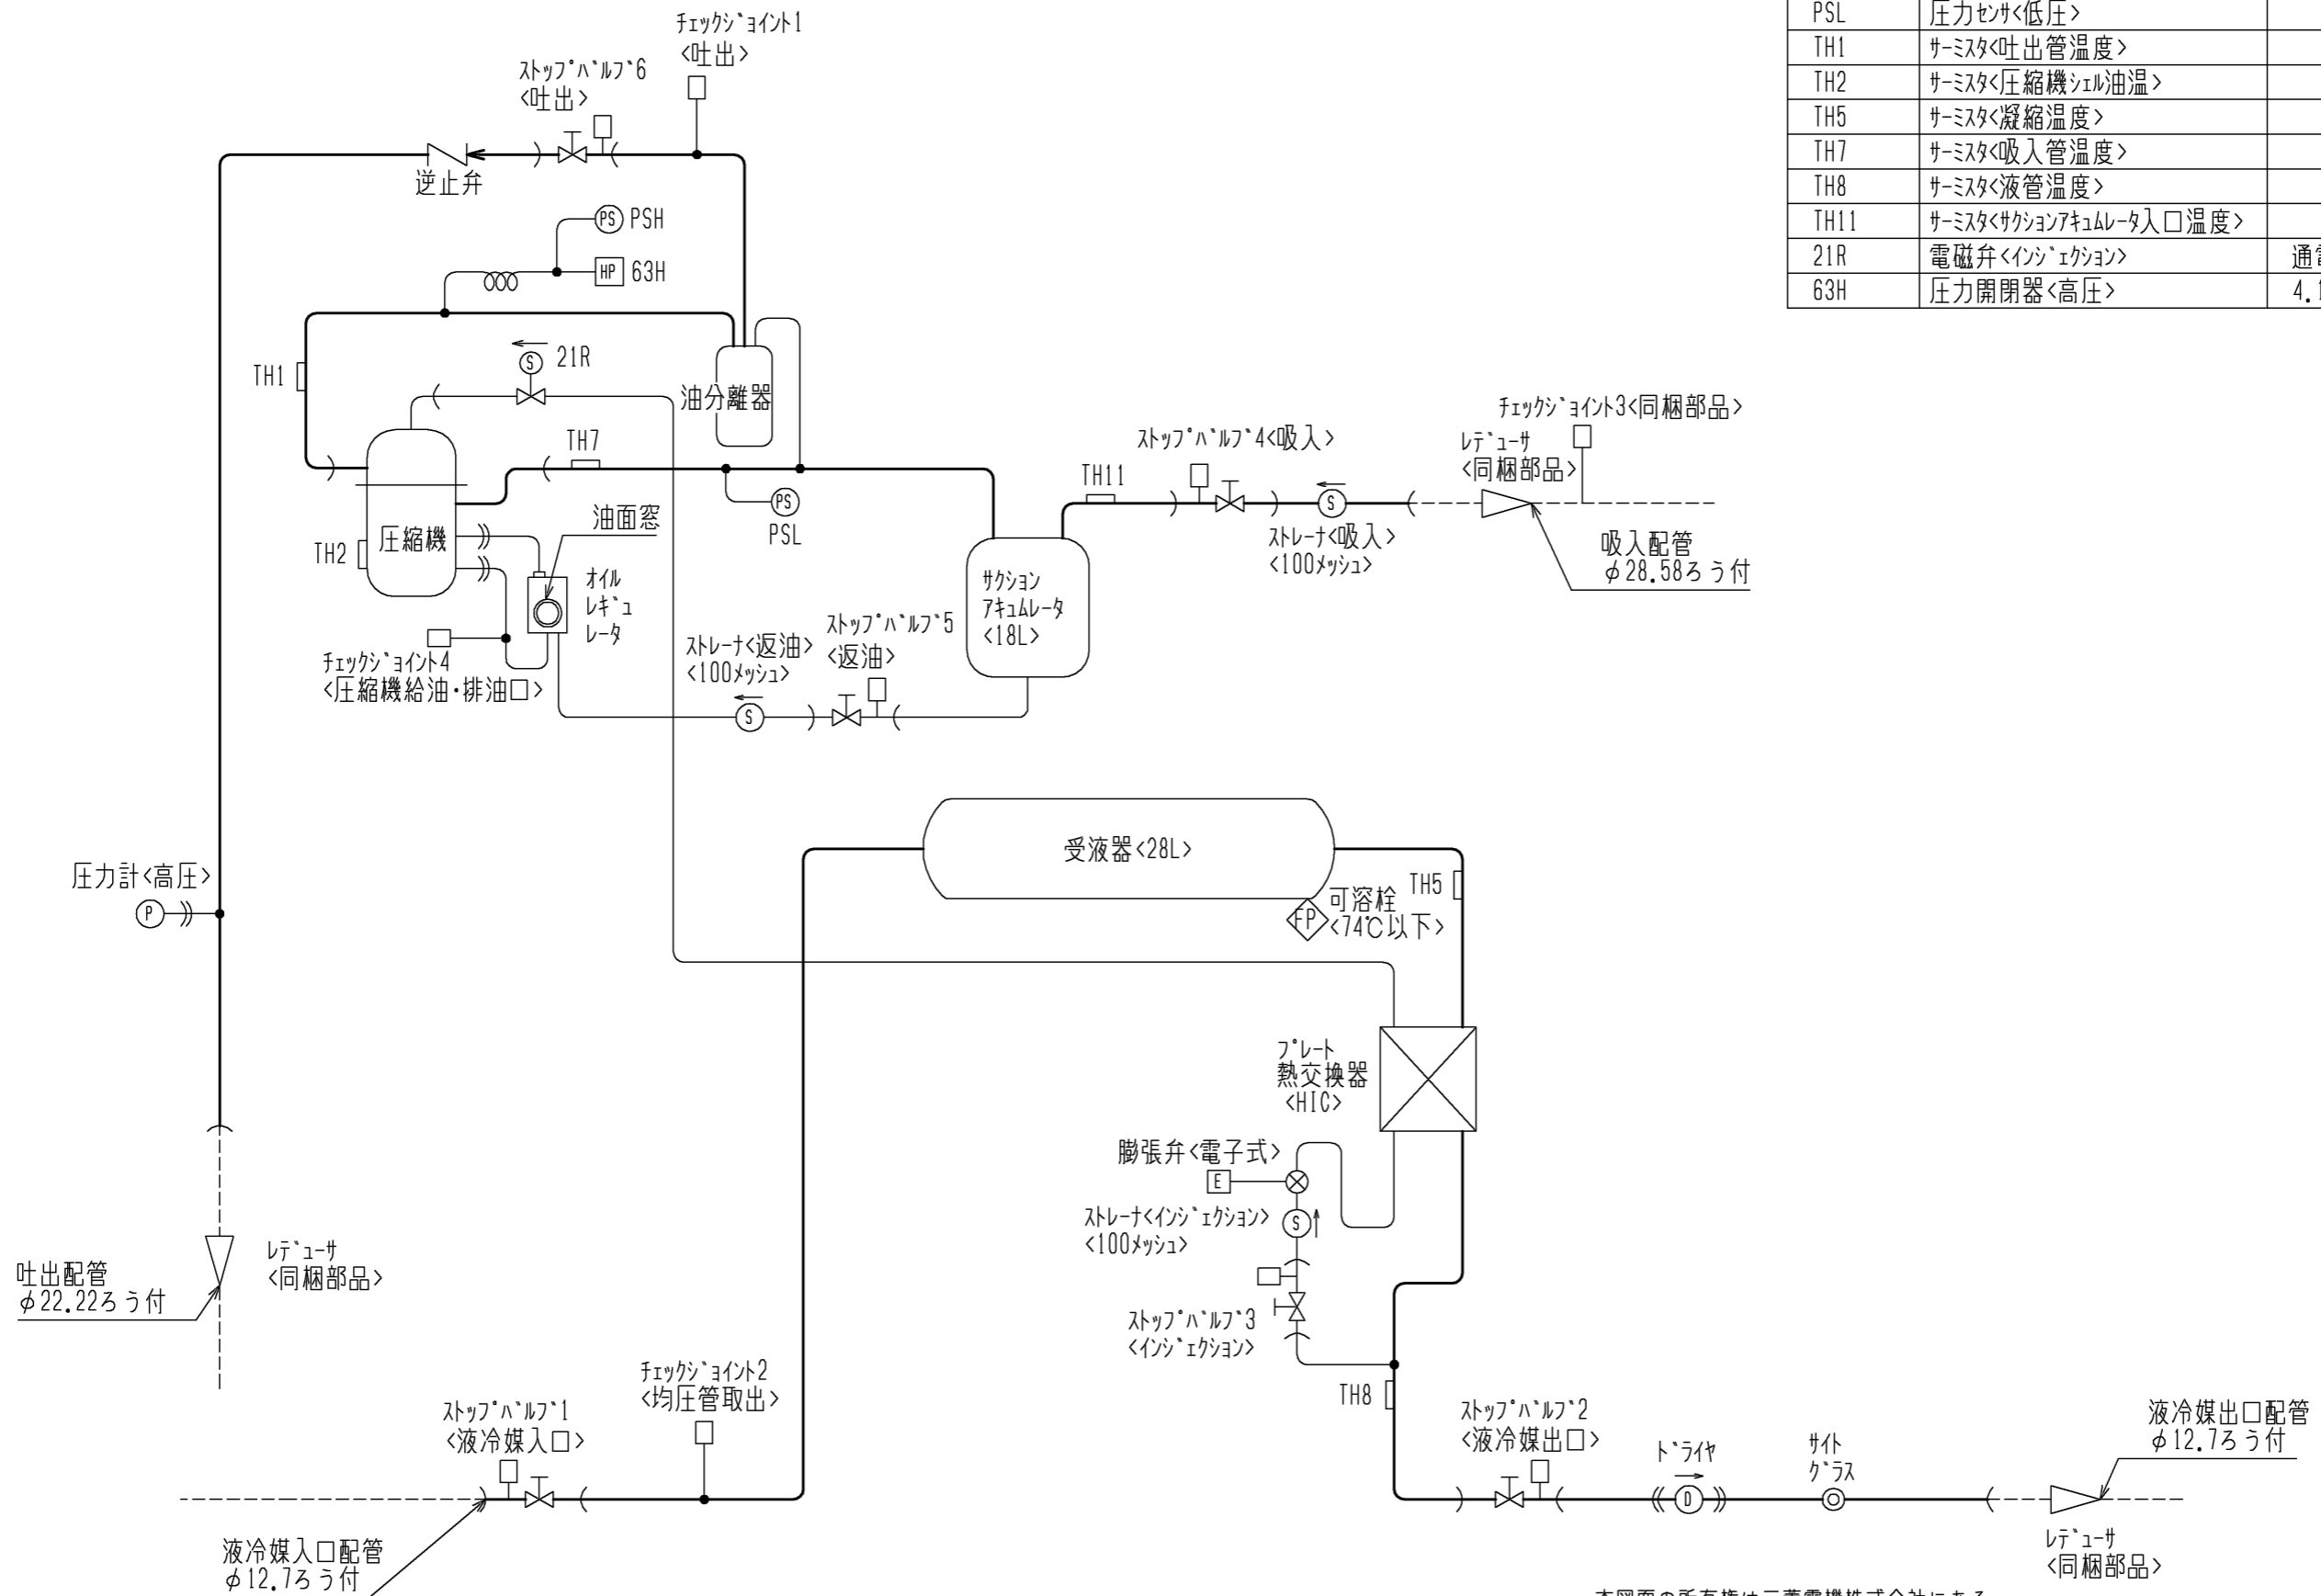 PSL 圧力センサ<低圧>
TH1 サーミスタ<吐出管温度>
TH2 サーミスタ<圧縮機シェル油温>
TH5 サーミスタ<凝縮温度>
TH7 サーミスタ<吸入管温度>
TH8 サーミスタ<液管温度>
TH11 サーミスタ<サクションアキュムレータ入口温度>
21R 電磁弁<インジェクション> 通
63H 圧力開閉器<高圧> 4.
チェックジョイント1
<吐出>
ストップバルブ6
<吐出>
逆止弁
PS PSH
HP 63H
TH1
S 21R
油分離器
TH7
PS
PSL
圧縮機
TH2
油面窓
オイル
レギュ
レータ
チェックジョイント4
<圧縮機給油・排油口>
ストレーナ<返油>
<100メッシュ>
S
ストップバルブ5
<返油>
サクション
アキュムレータ
<18L>
TH11
ストップバルブ4<吸入>
S
ストレーナ<吸入>
<100メッシュ>
チェックジョイント3<同梱部品>
レデューサ
<同梱部品>
吸入配管
φ28.58ろう付
受液器<28L>
FP
可溶栓
<74℃以下>
TH5
圧力計<高圧>
P
プレート
熱交換器
<HIC>
膨張弁<電子式>
E
ストレーナ<インジェクション>
<100メッシュ>
S
ストップバルブ3
<インジェクション>
TH8
吐出配管
φ22.22ろう付
レデューサ
<同梱部品>
ストップバルブ1
<液冷媒入口>
チェックジョイント2
<均圧管取出>
液冷媒入口配管
φ12.7ろう付
ストップバルブ2
<液冷媒出口>
ドライヤ
D
サイト
グラス
液冷媒出口配管
φ12.7ろう付
レデューサ
<同梱部品>
本図面の所有権は三菱電機株式会社にある